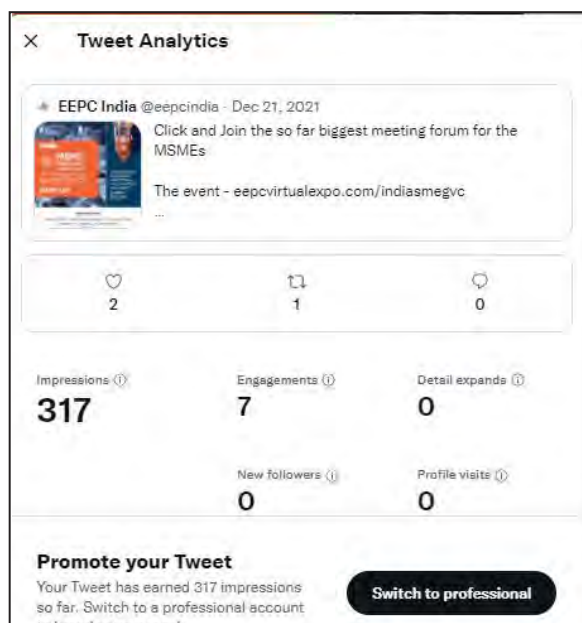 Tweet Analytics
EEPC India @eepcindia · Dec 21, 2021
Click and Join the so far biggest meeting forum for the
MSMEs
The event - eepcvirtualexpo.com/indiasmegvc
...
2 1 0
Impressions Engagements Detail expands
317 7 0
New followers Profile visits
0 0
Promote your Tweet
Your Tweet has earned 317 impressions
so far. Switch to a professional account
Switch to professional